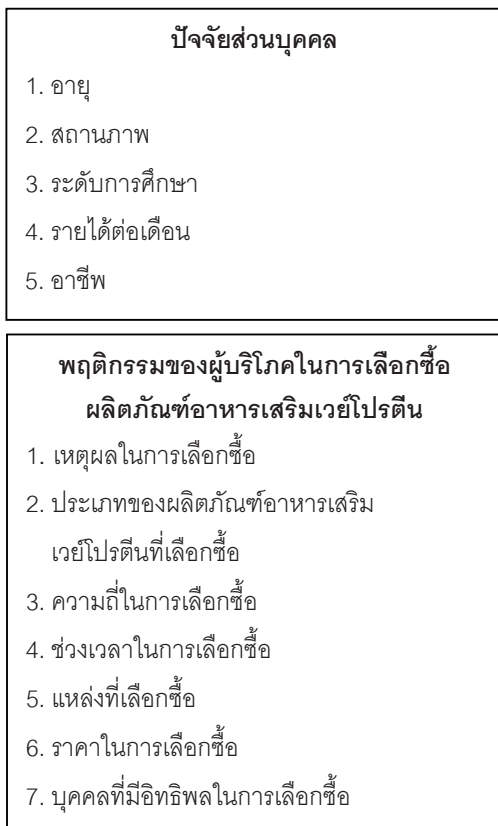 ปัจจัยส่วนบุคคล
1. อายุ
2. สถานภาพ
3. ระดับการศึกษา
4. รายได้ต่อเดือน
5. อาชีพ
พฤติกรรมของผู้บริโภคในการเลือกซื้อ
ผลิตภัณฑ์อาหารเสริมเวย์โปรตีน
1. เหตุผลในการเลือกซื้อ
2. ประเภทของผลิตภัณฑ์อาหารเสริม
เวย์โปรตีนที่เลือกซื้อ
3. ความถี่ในการเลือกซื้อ
4. ช่วงเวลาในการเลือกซื้อ
5. แหล่งที่เลือกซื้อ
6. ราคาในการเลือกซื้อ
7. บุคคลที่มีอิทธิพลในการเลือกซื้อ